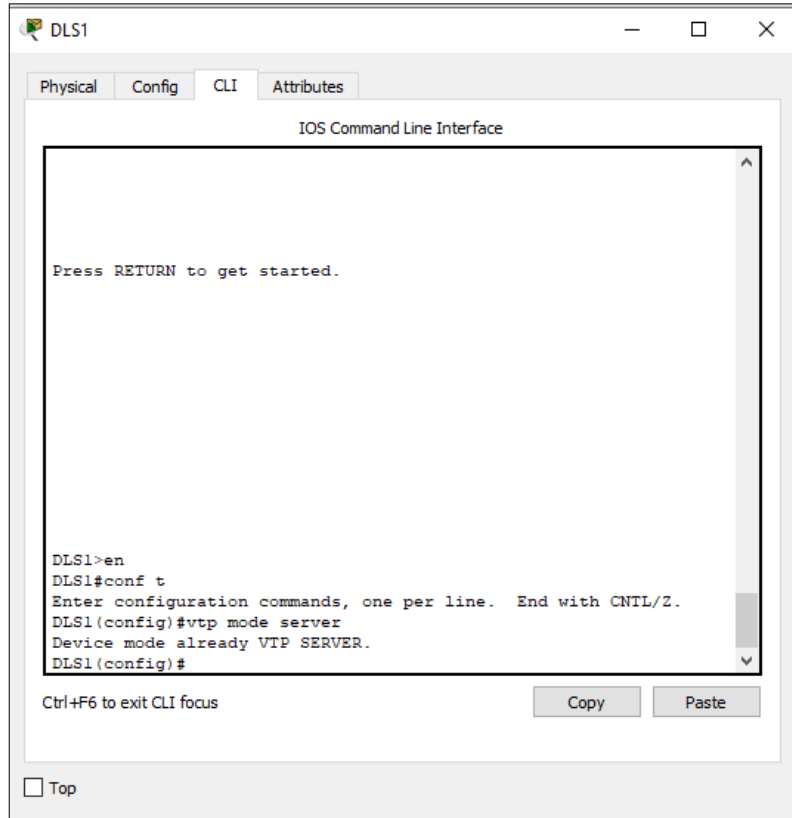 DLS1
Physical Config CLI Attributes
IOS Command Line Interface
Press RETURN to get started.
DLS1>en
DLS1#conf t
Enter configuration commands, one per line.  End with CNTL/Z.
DLS1(config)#vtp mode server
Device mode already VTP SERVER.
DLS1(config)#
Ctrl+F6 to exit CLI focus
Copy Paste
Top